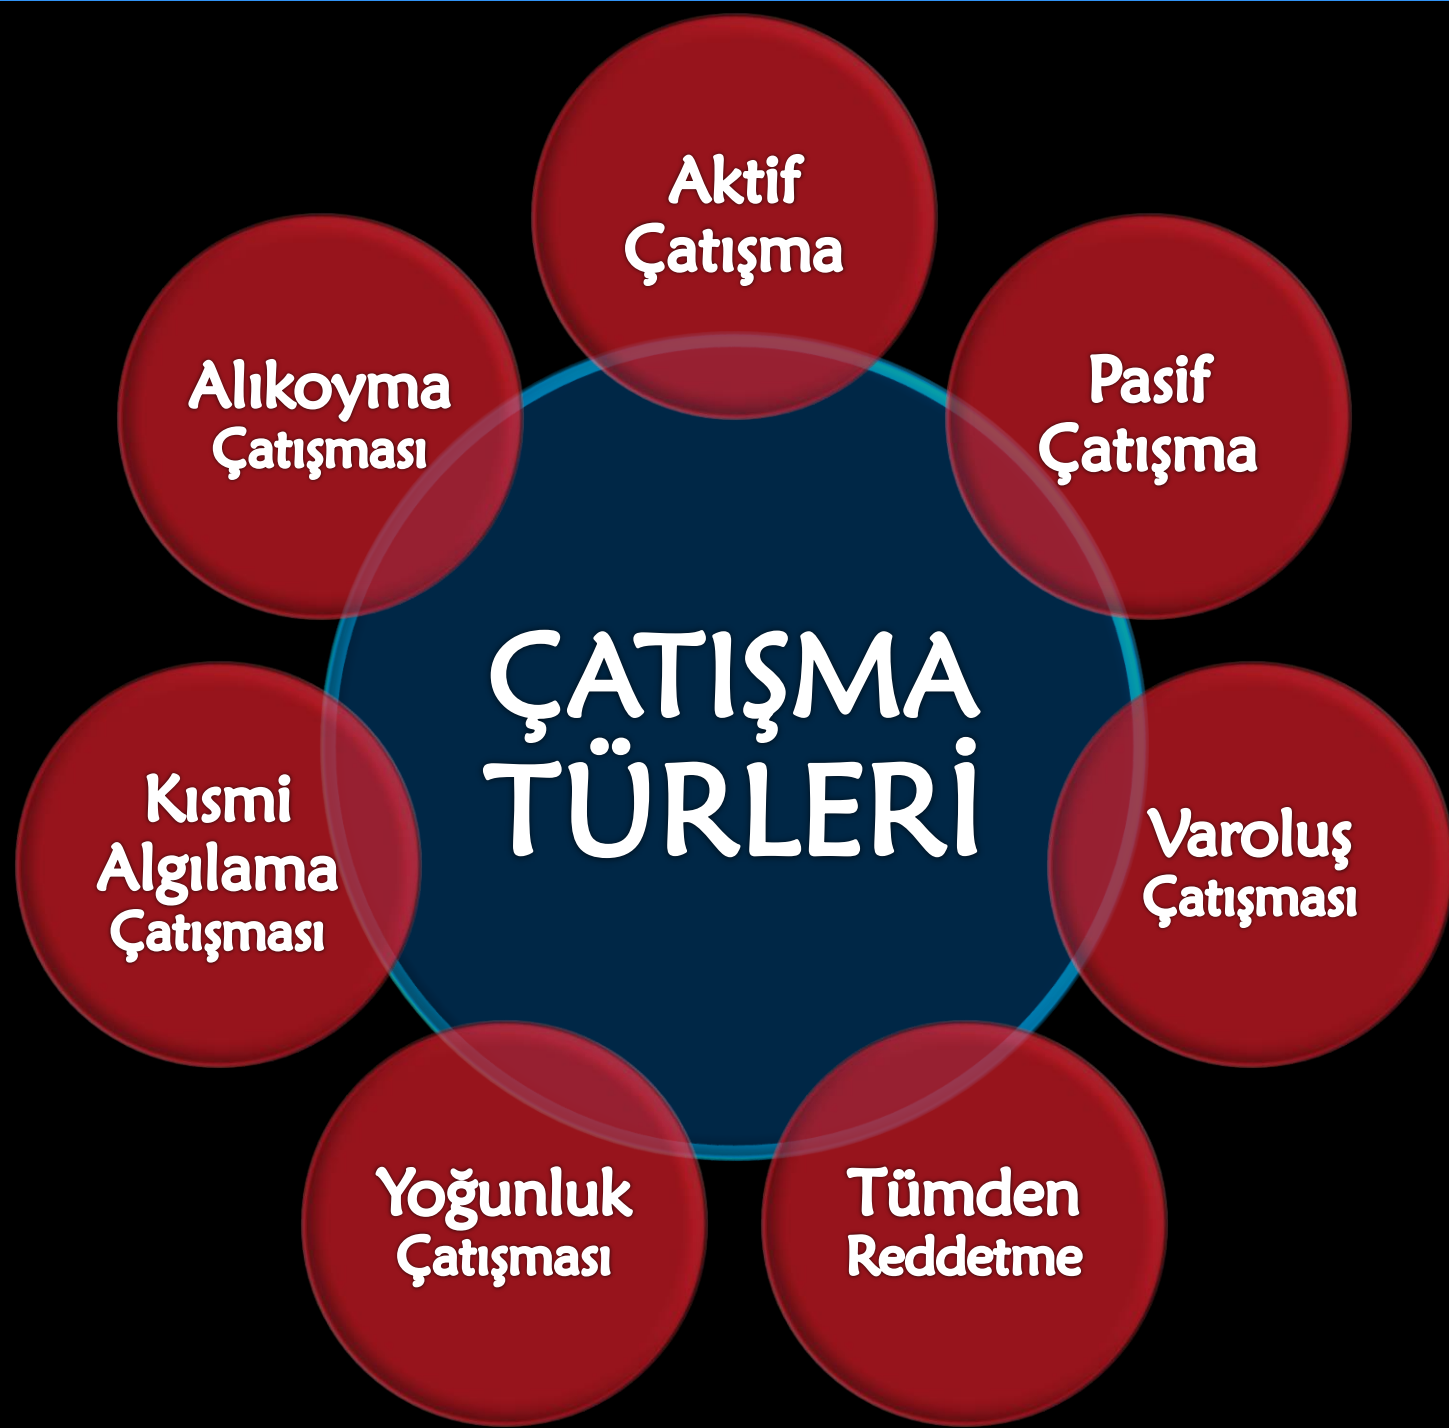 ÇATIŞMA
TÜRLERİ
Aktif
Çatışma
Pasif
Çatışma
Varoluş
Çatışması
Tümden
Reddetme
Yoğunluk
Çatışması
Kısmi
Algılama
Çatışması
Alıkoyma
Çatışması